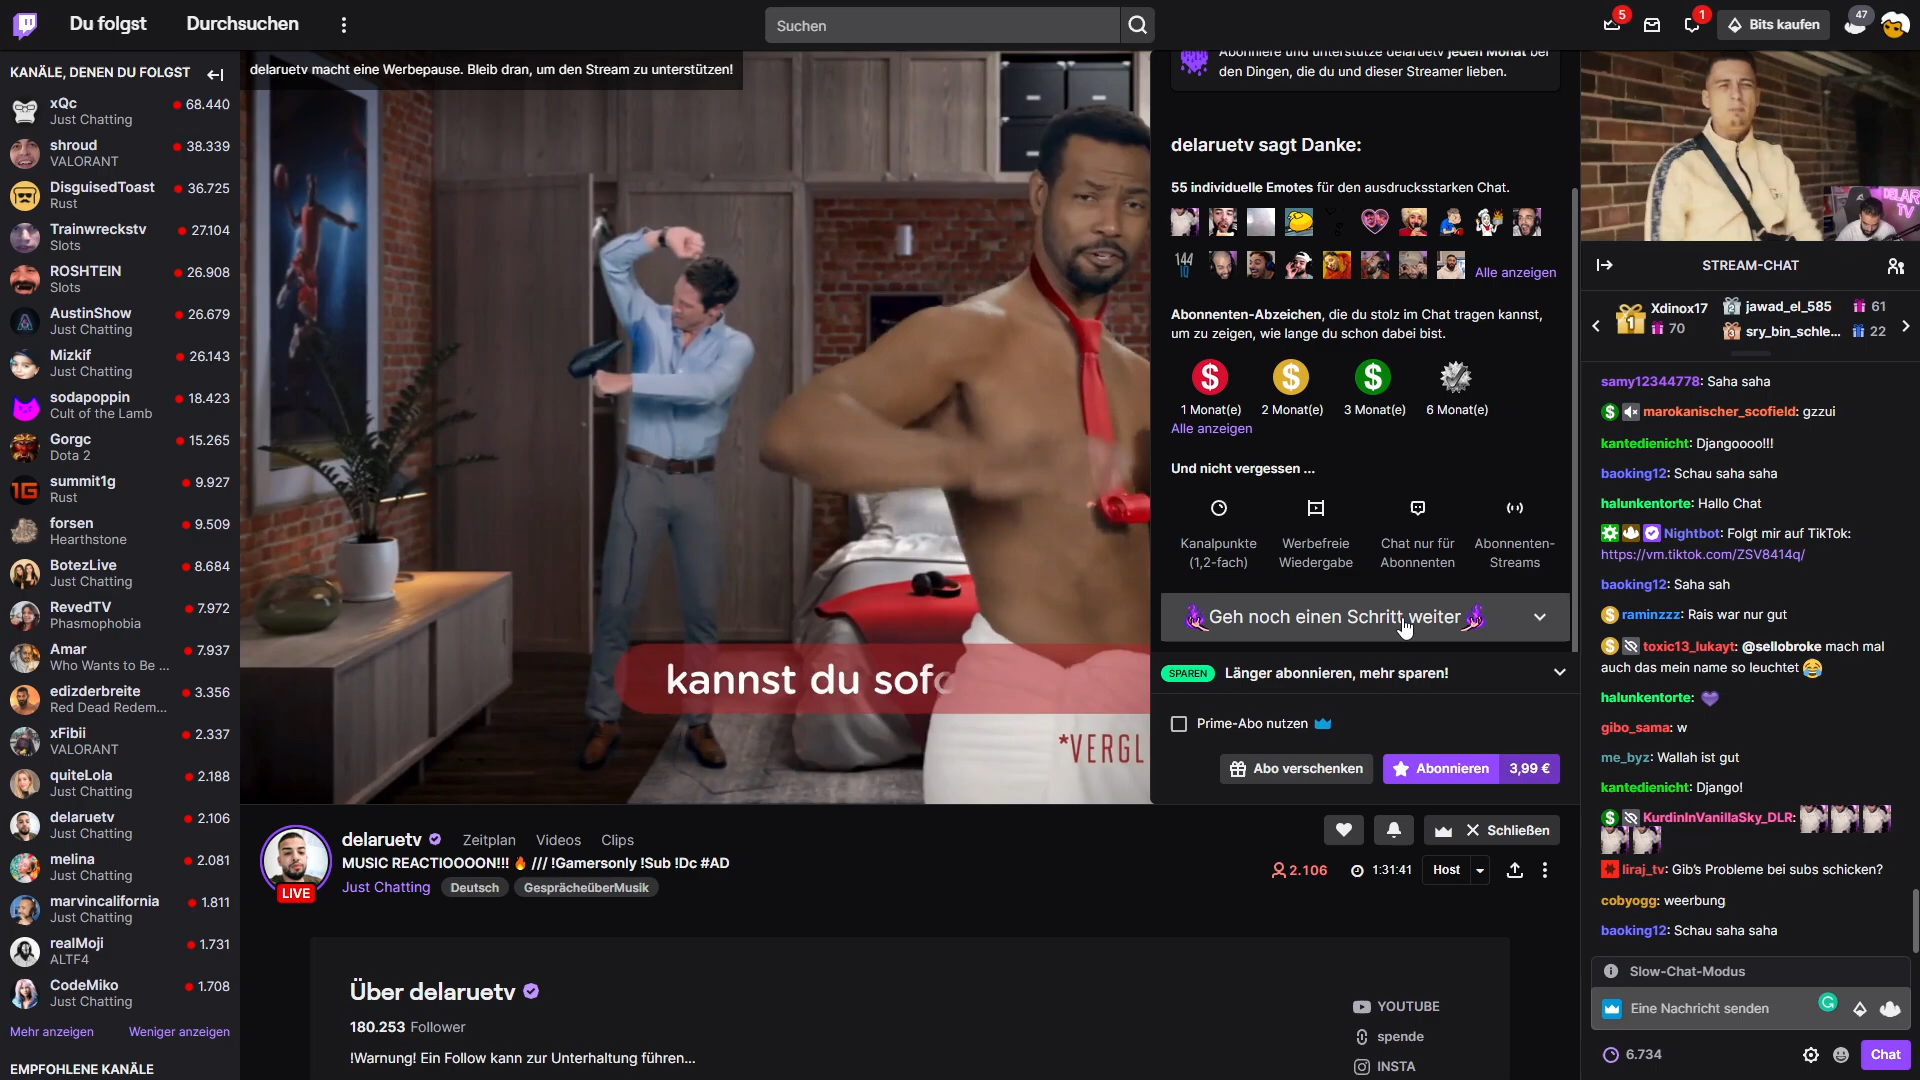 Du folgst
Durchsuchen
Suchen
5
1
Bits kaufen
47
KANÄLE, DENEN DU FOLGST
xQc
68.440
Just Chatting
shroud
38.339
VALORANT
DisguisedToast
36.725
Rust
Trainwreckstv
27.104
Slots
ROSHTEIN
26.908
Slots
AustinShow
26.679
Just Chatting
Mizkif
26.143
Just Chatting
sodapoppin
18.423
Cult of the Lamb
Gorgc
15.265
Dota 2
summit1g
9.927
Rust
forsen
9.509
Hearthstone
BotezLive
8.684
Just Chatting
RevedTV
7.972
Phasmophobia
Amar
7.937
Who Wants to Be ...
edizderbreite
3.356
Red Dead Redem...
xFibii
2.337
VALORANT
quiteLola
2.188
Just Chatting
delaruetv
2.106
Just Chatting
melina
2.081
Just Chatting
marvincalifornia
1.811
Just Chatting
realMoji
1.731
ALTF4
CodeMiko
1.708
Just Chatting
Mehr anzeigen
Weniger anzeigen
EMPFOHLENE KANÄLE
delaruetv macht eine Werbepause. Bleib dran, um den Stream zu unterstützen!
kannst du sofo
*VERGL
Abonniere und unterstütze delaruetv jeden Monat bei
den Dingen, die du und dieser Streamer lieben.
delaruetv sagt Danke:
55 individuelle Emotes für den ausdrucksstarken Chat.
144
Alle anzeigen
Abonnenten-Abzeichen, die du stolz im Chat tragen kannst,
um zu zeigen, wie lange du schon dabei bist.
$
$
$
1 Monat(e)
2 Monat(e)
3 Monat(e)
6 Monat(e)
Alle anzeigen
Und nicht vergessen ...
Kanalpunkte
(1,2-fach)
Werbefreie
Wiedergabe
Chat nur für
Abonnenten
Abonnenten-
Streams
Geh noch einen Schritt weiter
SPAREN
Länger abonnieren, mehr sparen!
Prime-Abo nutzen
Abo verschenken
Abonnieren
3,99 €
LIVE
delaruetv
Zeitplan
Videos
Clips
MUSIC REACTIOOOON!!! 🔥 /// !Gamersonly !Sub !Dc #AD
Just Chatting
Deutsch
GesprächeüberMusik
Schließen
2.106
1:31:41
Host
Über delaruetv
180.253 Follower
!Warnung! Ein Follow kann zur Unterhaltung führen...
YOUTUBE
spende
INSTA
DELAR
TV
STREAM-CHAT
1
Xdinox17
70
2
jawad_el_585
61
3
sry_bin_schle...
22
samy12344778: Saha saha
marokanischer_scofield: gzzui
kantedienicht: Djangoooo!!!
baoking12: Schau saha saha
halunkentorte: Hallo Chat
Nightbot: Folgt mir auf TikTok:
https://vm.tiktok.com/ZSV8414q/
baoking12: Saha sah
raminzzz: Rais war nur gut
toxic13_lukayt: @sellobroke mach mal
auch das mein name so leuchtet 😂
halunkentorte: 💜
gibo_sama: w
me_byz: Wallah ist gut
kantedienicht: Django!
KurdinInVanillaSky_DLR:
liraj_tv: Gib's Probleme bei subs schicken?
cobyogg: weerbung
baoking12: Schau saha saha
Slow-Chat-Modus
Eine Nachricht senden
6.734
Chat